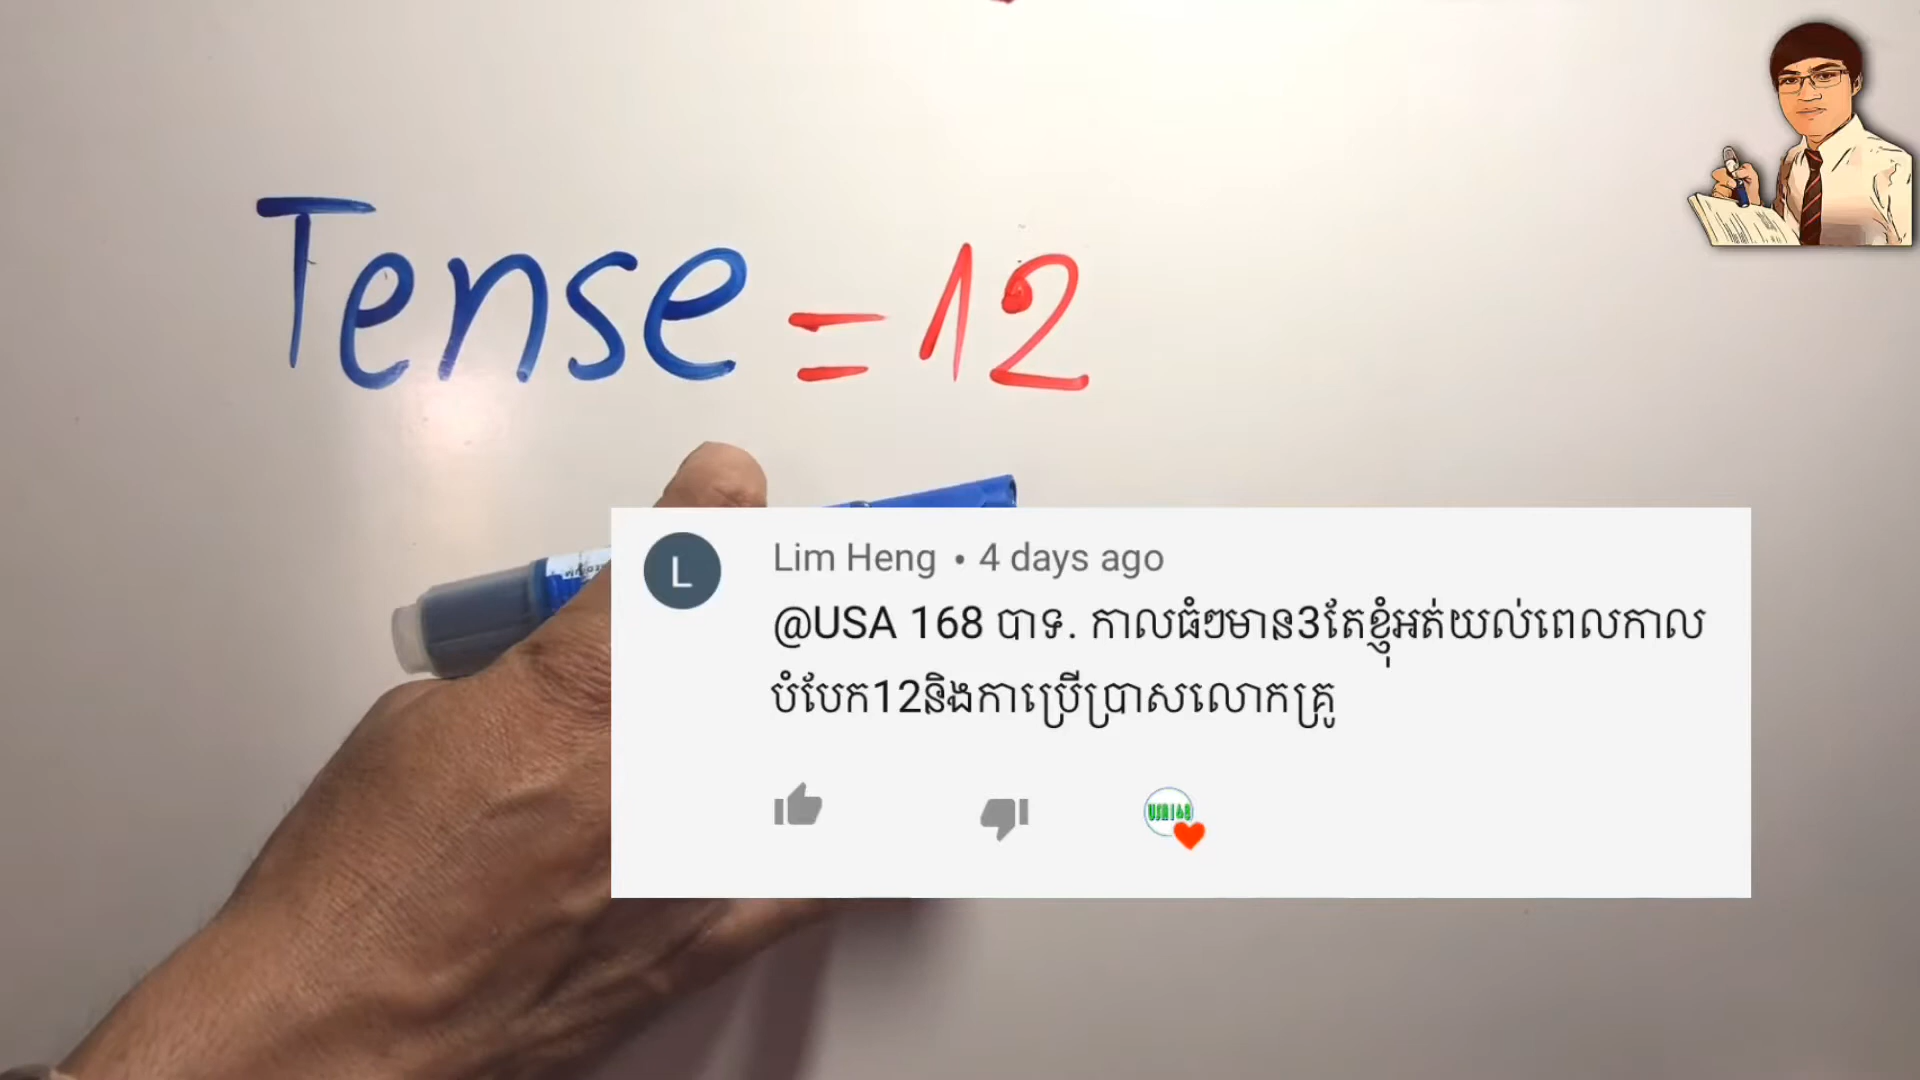 Tense = 12
L
Lim Heng • 4 days ago
@USA 168 បាទ. កាលធំៗមាន3តែខ្ញុំអត់យល់ពេលកាល
បំបែក12និងកាប្រើប្រាសលោកគ្រូ
USA168